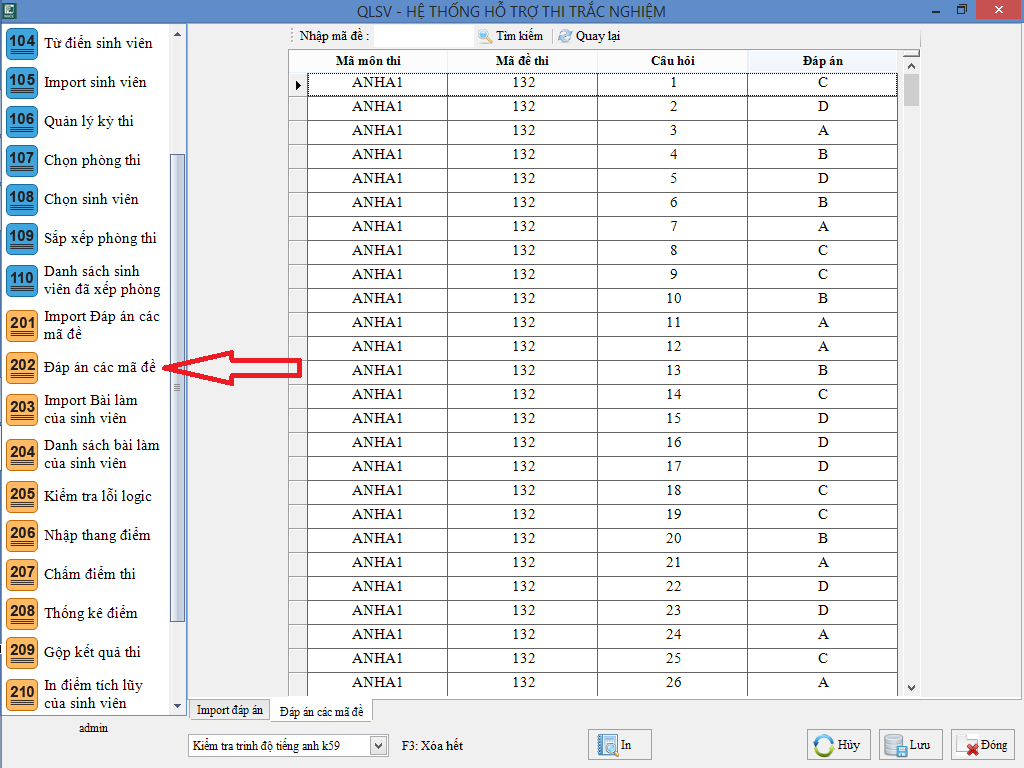 QLSV - HỆ THỐNG HỖ TRỢ THI TRẮC NGHIỆM
104 Từ điển sinh viên
105 Import sinh viên
106 Quản lý kỳ thi
107 Chọn phòng thi
108 Chọn sinh viên
109 Sắp xếp phòng thi
110 Danh sách sinh
viên đã xếp phòng
201 Import Đáp án các
mã đề
202 Đáp án các mã đề
203 Import Bài làm
của sinh viên
204 Danh sách bài làm
của sinh viên
205 Kiểm tra lỗi logic
206 Nhập thang điểm
207 Chấm điểm thi
208 Thống kê điểm
209 Gộp kết quả thi
210 In điểm tích lũy
của sinh viên
admin
Nhập mã đề : Tìm kiếm Quay lại
Mã môn thi Mã đề thi Câu hỏi Đáp án
ANHA1 132 1 C
ANHA1 132 2 D
ANHA1 132 3 A
ANHA1 132 4 B
ANHA1 132 5 D
ANHA1 132 6 B
ANHA1 132 7 A
ANHA1 132 8 C
ANHA1 132 9 C
ANHA1 132 10 B
ANHA1 132 11 A
ANHA1 132 12 A
ANHA1 132 13 B
ANHA1 132 14 C
ANHA1 132 15 D
ANHA1 132 16 D
ANHA1 132 17 D
ANHA1 132 18 C
ANHA1 132 19 C
ANHA1 132 20 B
ANHA1 132 21 A
ANHA1 132 22 D
ANHA1 132 23 D
ANHA1 132 24 A
ANHA1 132 25 C
ANHA1 132 26 A
Import đáp án Đáp án các mã đề
Kiểm tra trình độ tiếng anh k59 F3: Xóa hết In Hủy Lưu Đóng